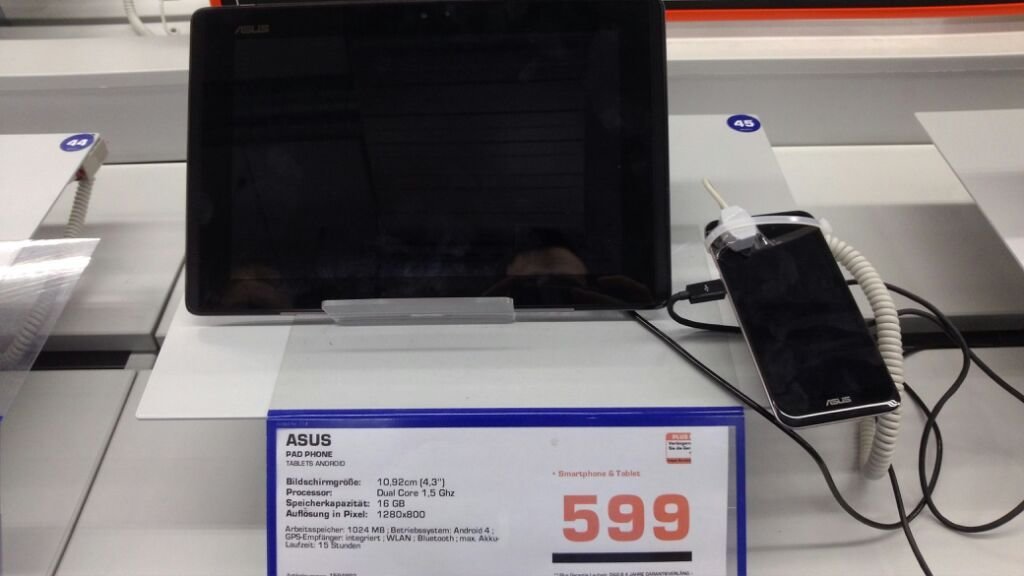 ASUS
44
45
ASUS
ASUS
PAD PHONE
TABLETS ANDROID
Bildschirmgröße: 10,92cm (4,3")
Processor: Dual Core 1,5 Ghz
Speicherkapazität: 16 GB
Auflösung in Pixel: 1280x800
Arbeitsspeicher: 1024 MB ; Betriebssystem: Android 4 ;
GPS-Empfänger: integriert ; WLAN ; Bluetooth ; max. Akku-
Laufzeit: 15 Stunden
PLUS
• Smartphone & Tablet
599